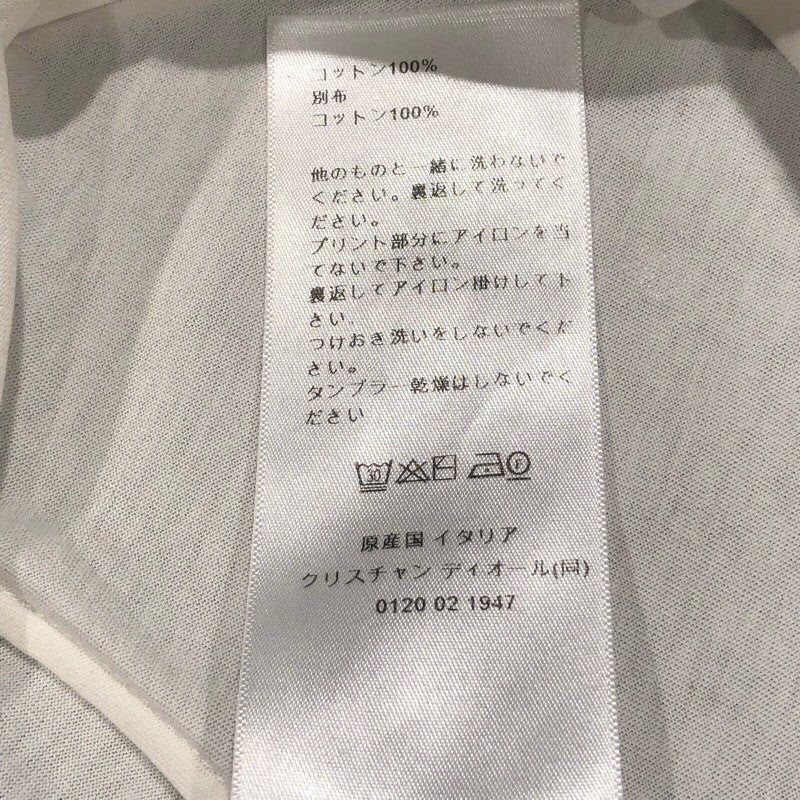 コットン100%
別布
コットン100%
他のものと一緒に洗わないで
ください。裏返して洗ってく
ださい。
プリント部分にアイロンを当
てないで下さい。
裏返してアイロン掛けして下
さい
つけおき洗いをしないでくだ
さい。
タンブラー乾燥はしないでく
ださい
30 F
原産国 イタリア
クリスチャン ディオール(同)
0120 02 1947